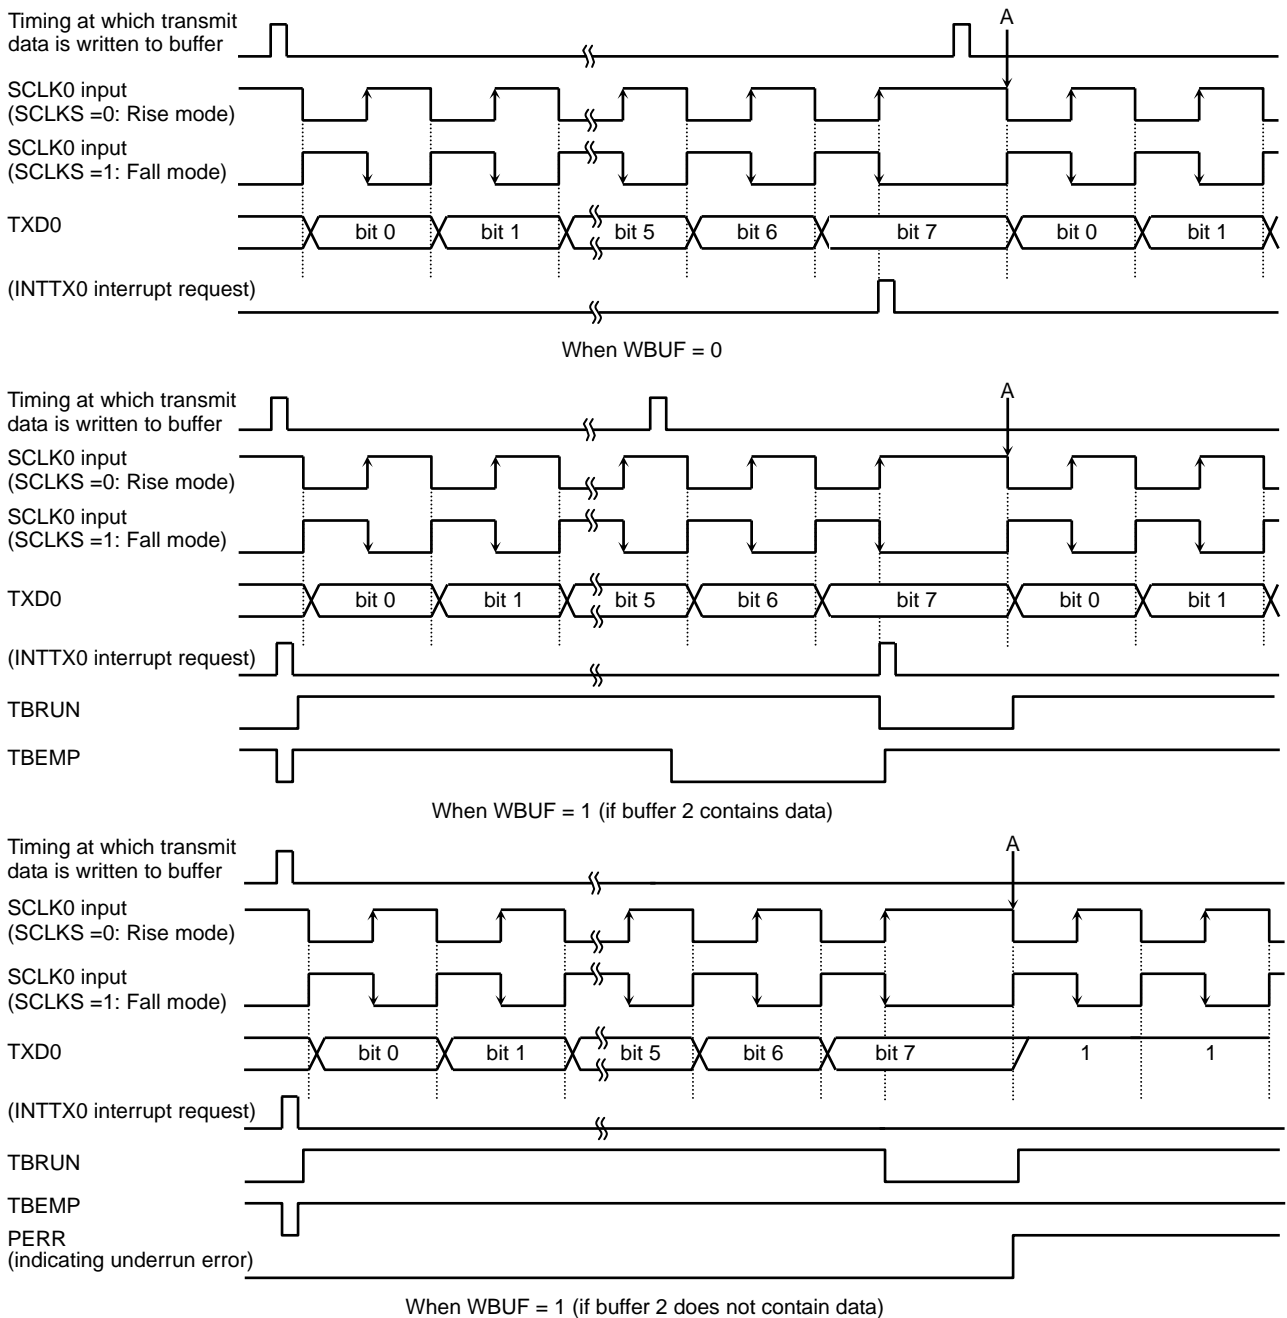 Timing at which transmit
data is written to buffer
A
SCLK0 input
(SCLKS =0: Rise mode)
SCLK0 input
(SCLKS =1: Fall mode)
TXD0
bit 0
bit 1
bit 5
bit 6
bit 7
bit 0
bit 1
(INTTX0 interrupt request)
When WBUF = 0
Timing at which transmit
data is written to buffer
A
SCLK0 input
(SCLKS =0: Rise mode)
SCLK0 input
(SCLKS =1: Fall mode)
TXD0
bit 0
bit 1
bit 5
bit 6
bit 7
bit 0
bit 1
(INTTX0 interrupt request)
TBRUN
TBEMP
When WBUF = 1 (if buffer 2 contains data)
Timing at which transmit
data is written to buffer
A
SCLK0 input
(SCLKS =0: Rise mode)
SCLK0 input
(SCLKS =1: Fall mode)
TXD0
bit 0
bit 1
bit 5
bit 6
bit 7
1
1
(INTTX0 interrupt request)
TBRUN
TBEMP
PERR
(indicating underrun error)
When WBUF = 1 (if buffer 2 does not contain data)